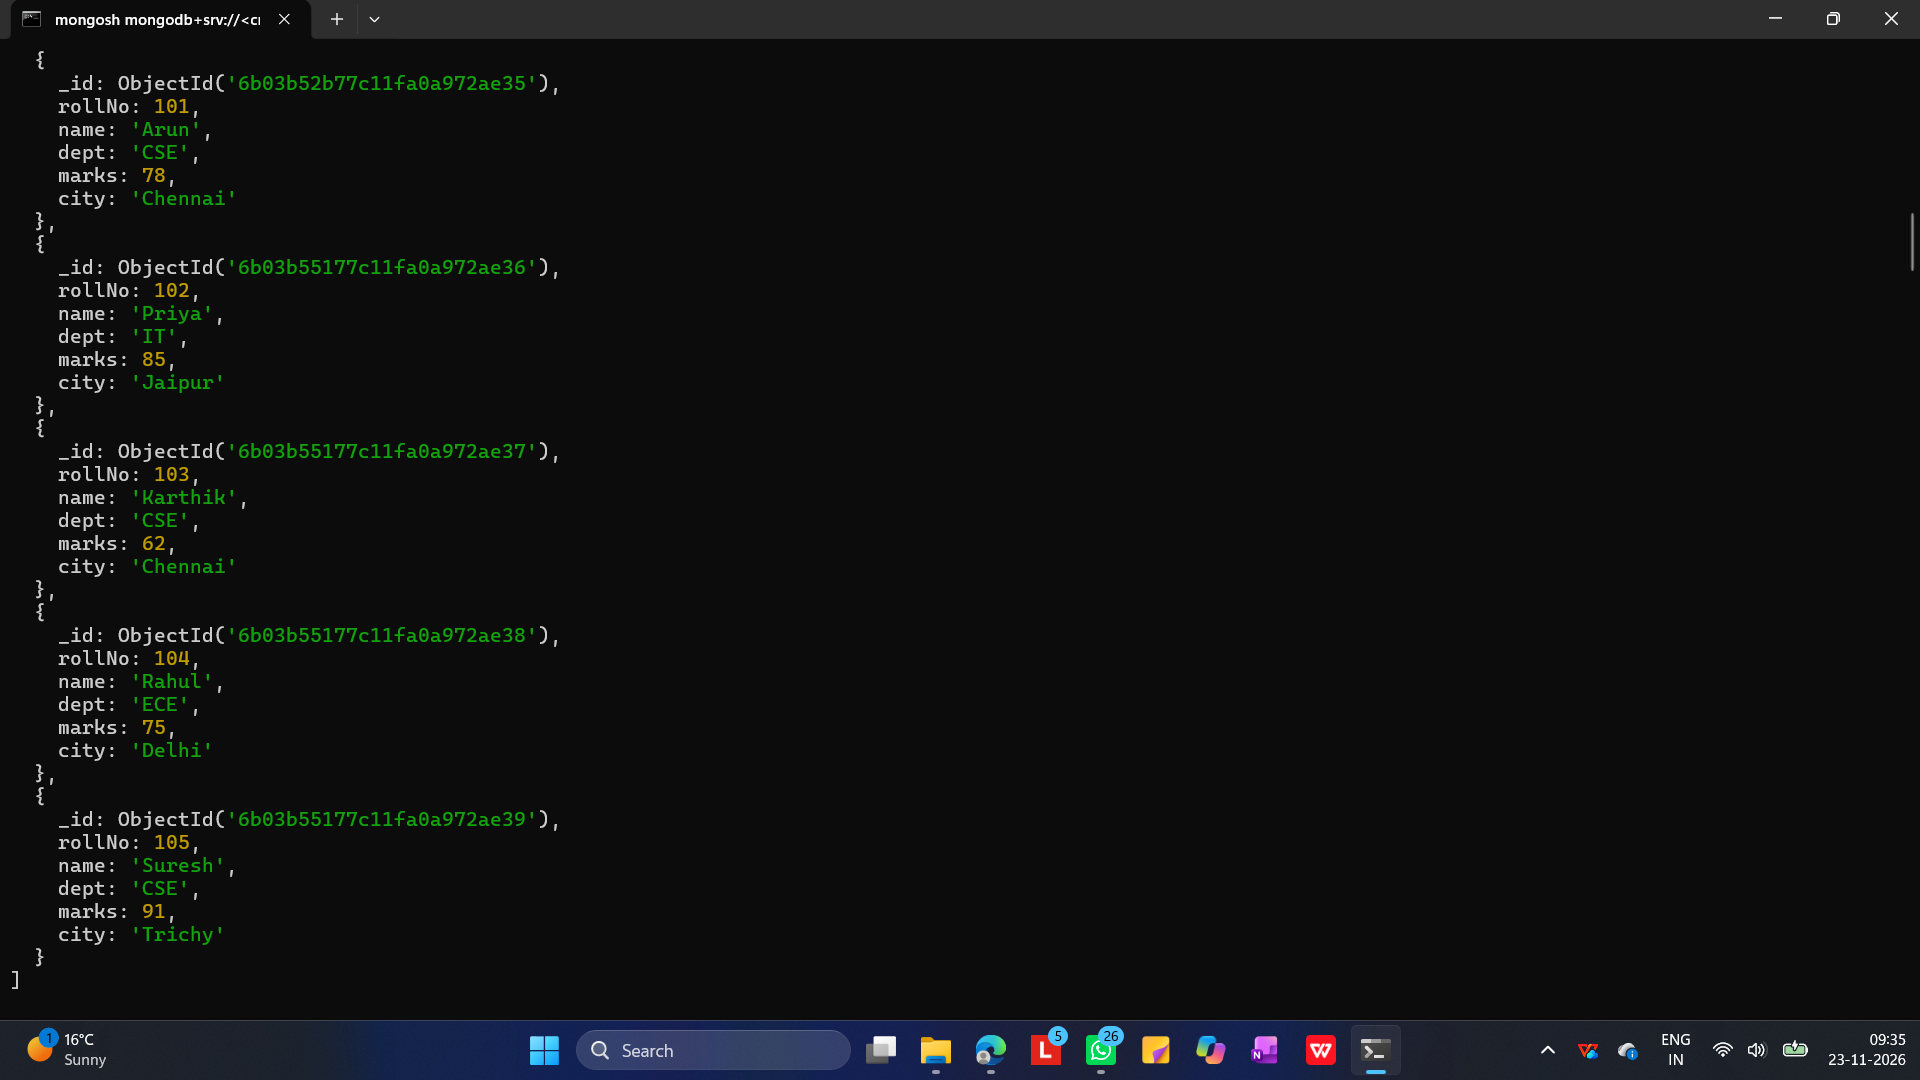 mongosh mongodb+srv://<cr
{
_id: ObjectId('6b03b52b77c11fa0a972ae35'),
rollNo: 101,
name: 'Arun',
dept: 'CSE',
marks: 78,
city: 'Chennai'
},
{
_id: ObjectId('6b03b55177c11fa0a972ae36'),
rollNo: 102,
name: 'Priya',
dept: 'IT',
marks: 85,
city: 'Jaipur'
},
{
_id: ObjectId('6b03b55177c11fa0a972ae37'),
rollNo: 103,
name: 'Karthik',
dept: 'CSE',
marks: 62,
city: 'Chennai'
},
{
_id: ObjectId('6b03b55177c11fa0a972ae38'),
rollNo: 104,
name: 'Rahul',
dept: 'ECE',
marks: 75,
city: 'Delhi'
},
{
_id: ObjectId('6b03b55177c11fa0a972ae39'),
rollNo: 105,
name: 'Suresh',
dept: 'CSE',
marks: 91,
city: 'Trichy'
}
]
1
16°C
Sunny
Search
L
5
26
N
W
ENG
IN
09:35
23-11-2026